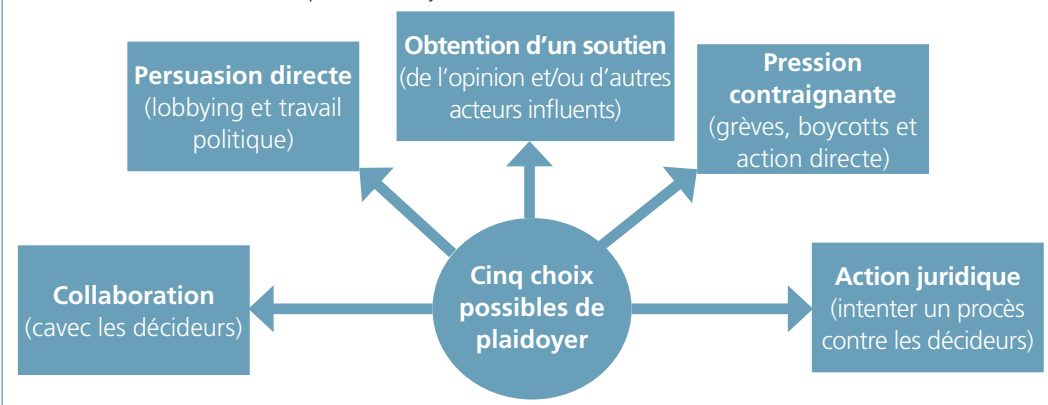 Obtention d'un soutien
(de l'opinion et/ou d'autres
acteurs influents)
Persuasion directe
(lobbying et travail
politique)
Pression
contraignante
(grèves, boycotts et
action directe)
Collaboration
(cavec les décideurs)
Cinq choix
possibles de
plaidoyer
Action juridique
(intenter un procès
contre les décideurs)